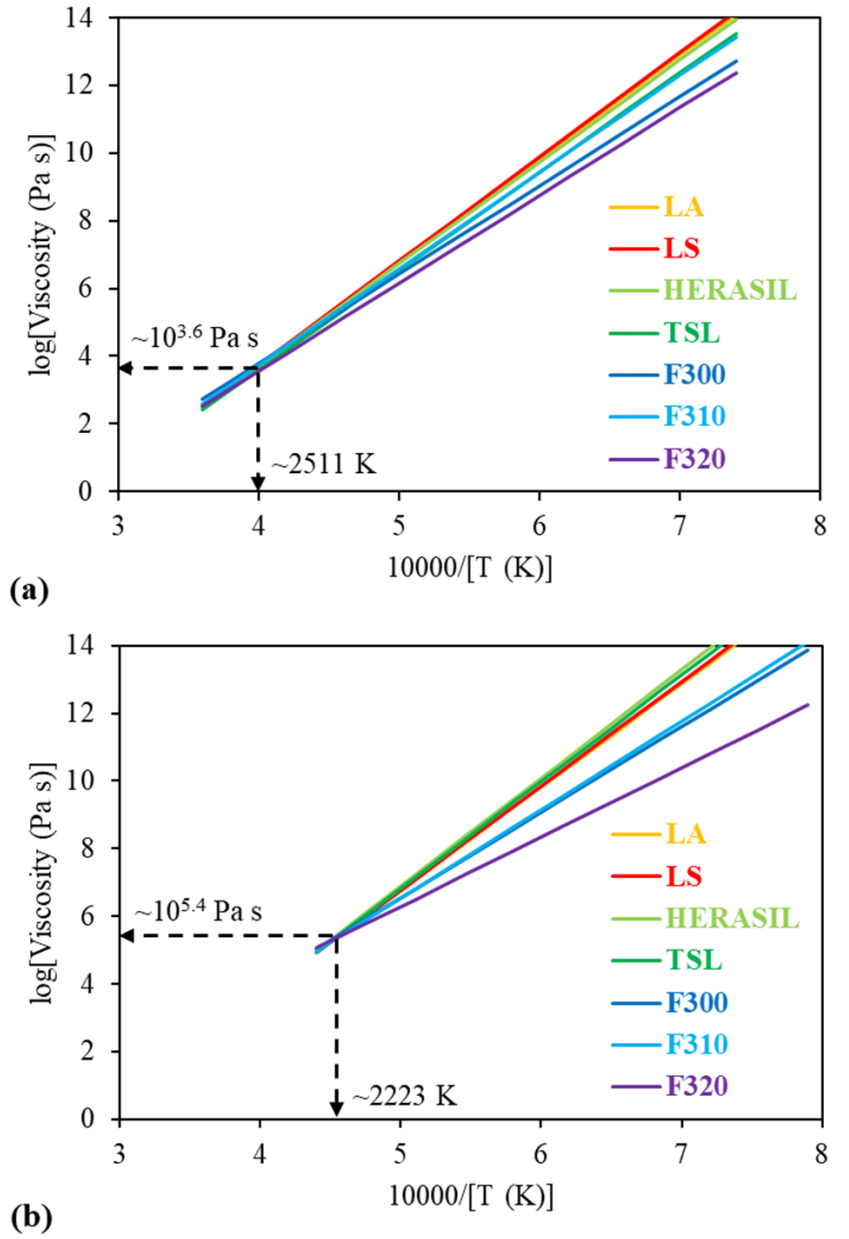 14
12
10
8
6
4
2
0
log[Viscosity (Pa s)]
~10^3.6 Pa s
~2511 K
LA
LS
HERASIL
TSL
F300
F310
F320
3 4 5 6 7 8
10000/[T (K)]
(a)
14
12
10
8
6
4
2
0
log[Viscosity (Pa s)]
~10^5.4 Pa s
~2223 K
LA
LS
HERASIL
TSL
F300
F310
F320
3 4 5 6 7 8
10000/[T (K)]
(b)